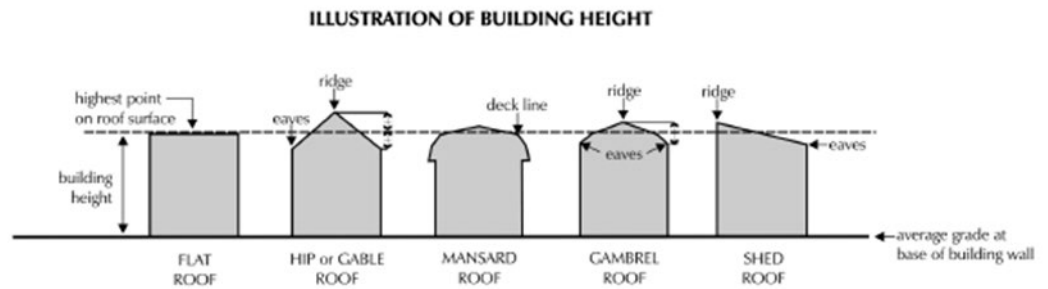 ILLUSTRATION OF BUILDING HEIGHT
ridge
highest point
on roof surface
eaves
deck line
ridge
eaves
ridge
eaves
building
height
average grade at
base of building wall
FLAT
ROOF
HIP or GABLE
ROOF
MANSARD
ROOF
GAMBREL
ROOF
SHED
ROOF